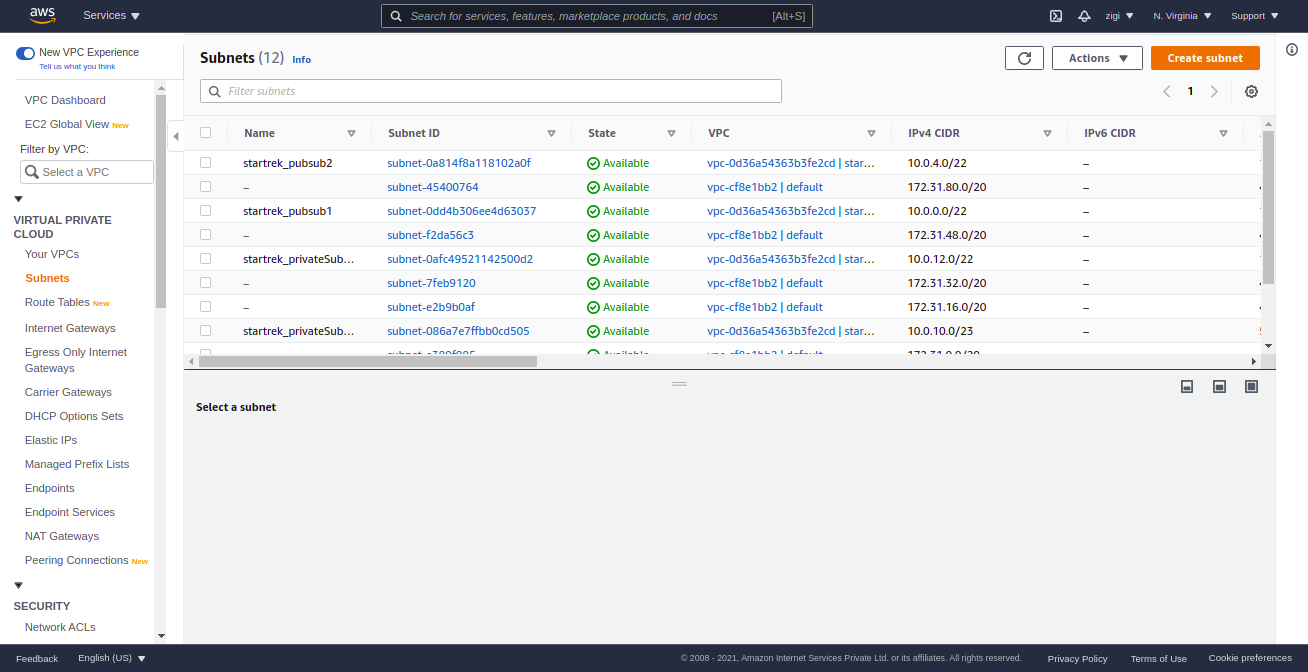 aws Services Search for services, features, marketplace products, and docs [Alt+S] zigi N. Virginia Support
New VPC Experience
Tell us what you think
VPC Dashboard
EC2 Global View New
Filter by VPC:
Select a VPC
VIRTUAL PRIVATE
CLOUD
Your VPCs
Subnets
Route Tables New
Internet Gateways
Egress Only Internet
Gateways
Carrier Gateways
DHCP Options Sets
Elastic IPs
Managed Prefix Lists
Endpoints
Endpoint Services
NAT Gateways
Peering Connections New
SECURITY
Network ACLs
Subnets (12) Info
Actions
Create subnet
Filter subnets
1
Name Subnet ID State VPC IPv4 CIDR IPv6 CIDR
startrek_pubsub2 subnet-0a814f8a118102a0f Available vpc-0d36a54363b3fe2cd | star… 10.0.4.0/22 –
– subnet-45400764 Available vpc-cf8e1bb2 | default 172.31.80.0/20 –
startrek_pubsub1 subnet-0dd4b306ee4d63037 Available vpc-0d36a54363b3fe2cd | star… 10.0.0.0/22 –
– subnet-f2da56c3 Available vpc-cf8e1bb2 | default 172.31.48.0/20 –
startrek_privateSub… subnet-0afc49521142500d2 Available vpc-0d36a54363b3fe2cd | star… 10.0.12.0/22 –
– subnet-7feb9120 Available vpc-cf8e1bb2 | default 172.31.32.0/20 –
– subnet-e2b9b0af Available vpc-cf8e1bb2 | default 172.31.16.0/20 –
startrek_privateSub… subnet-086a7e7ffbb0cd505 Available vpc-0d36a54363b3fe2cd | star… 10.0.10.0/23 –
Available vpc-cf8e1bb2 | default
Select a subnet
Feedback English (US) © 2008 - 2021, Amazon Internet Services Private Ltd. or its affiliates. All rights reserved. Privacy Policy Terms of Use Cookie preferences